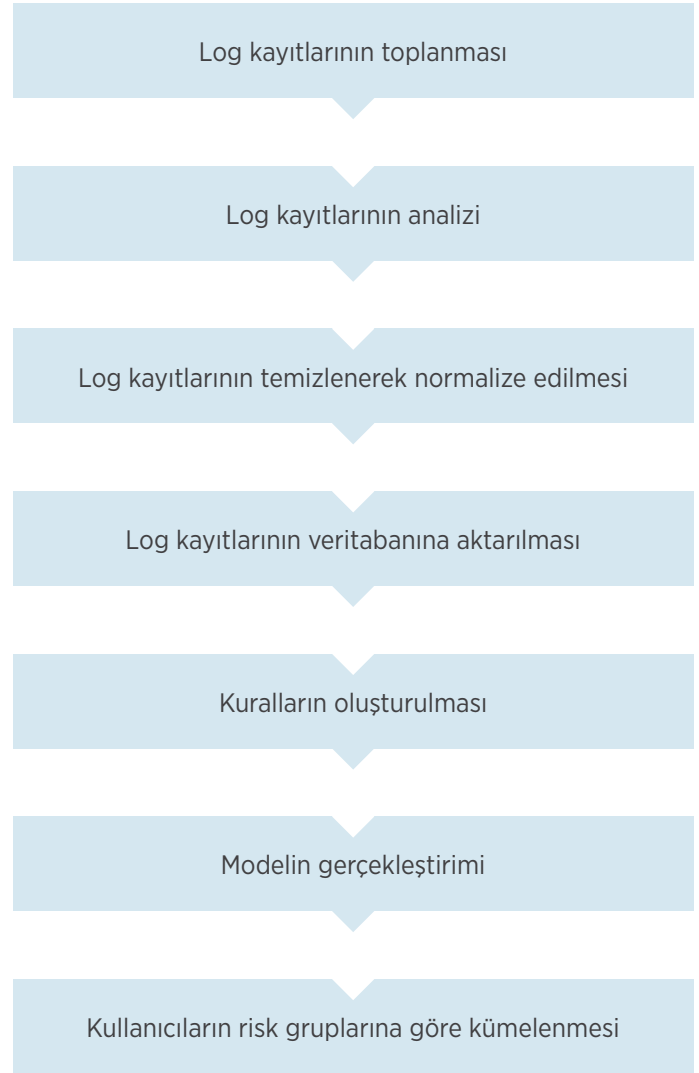 Log kayıtlarının toplanması
Log kayıtlarının analizi
Log kayıtlarının temizlenerek normalize edilmesi
Log kayıtlarının veritabanına aktarılması
Kuralların oluşturulması
Modelin gerçekleştirimi
Kullanıcıların risk gruplarına göre kümelenmesi